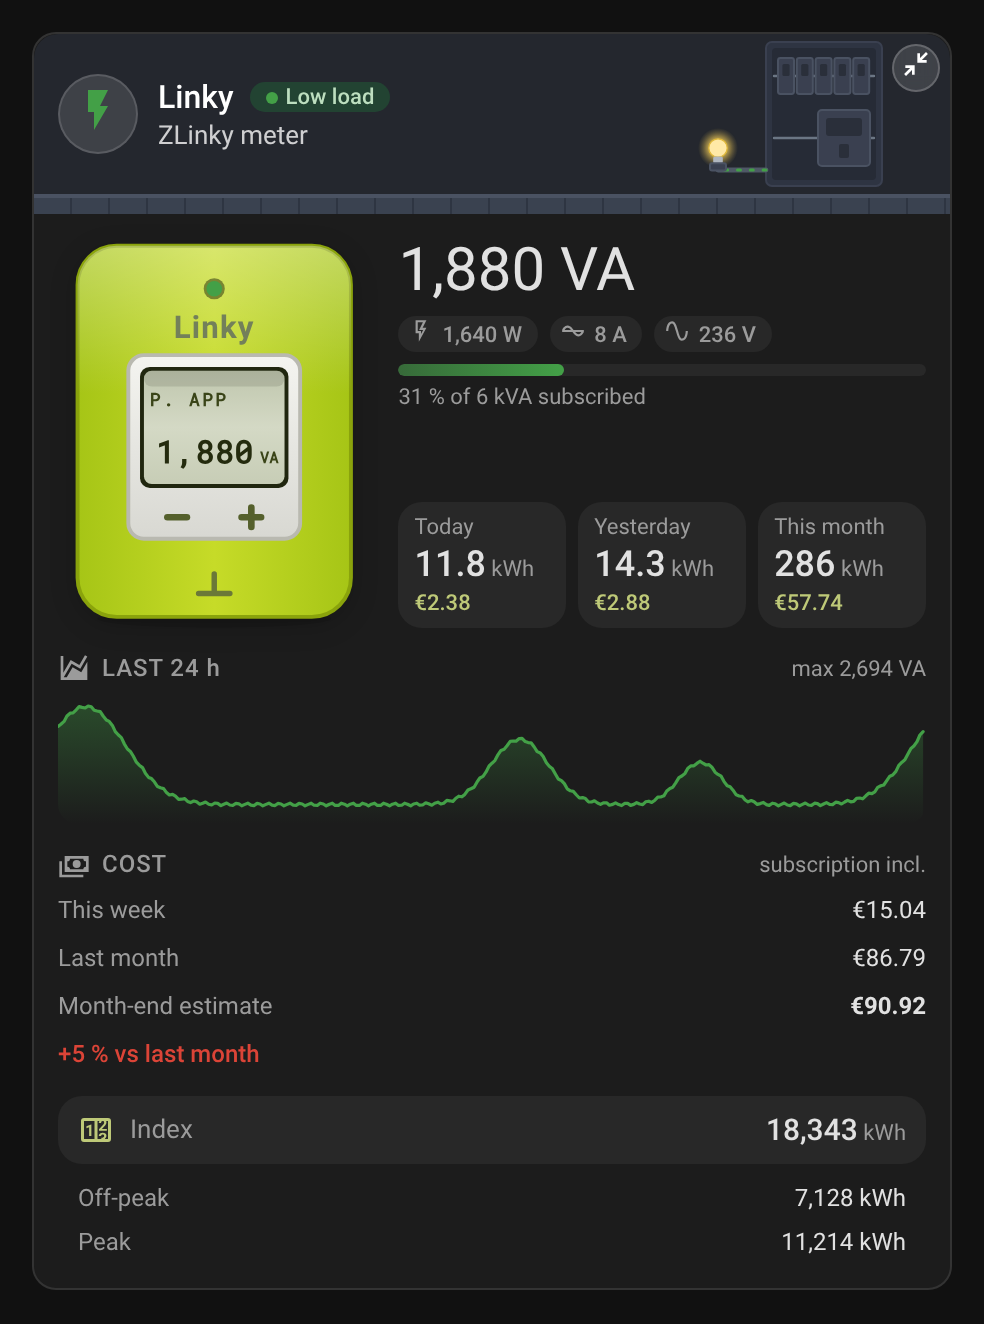 Linky
Low load
ZLinky meter
1,880 VA
1,640 W
8 A
236 V
31 % of 6 kVA subscribed
Linky
P. APP
1,880 VA
Today
11.8 kWh
€2.38
Yesterday
14.3 kWh
€2.88
This month
286 kWh
€57.74
LAST 24 h
max 2,694 VA
COST
subscription incl.
This week
€15.04
Last month
€86.79
Month-end estimate
€90.92
+5 % vs last month
Index
18,343 kWh
Off-peak
7,128 kWh
Peak
11,214 kWh